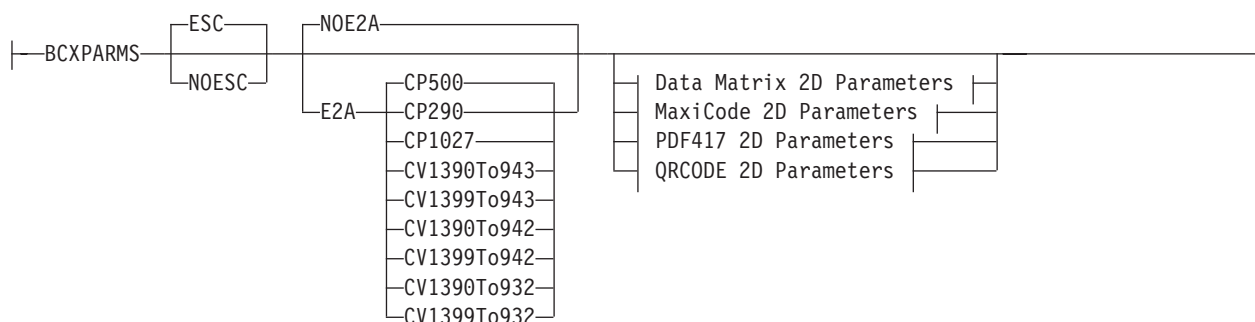 ESC NOE2A
BCXPARMS
NOESC CP500 Data Matrix 2D Parameters
E2A CP290 MaxiCode 2D Parameters
CP1027 PDF417 2D Parameters
CV1390To943 QRCODE 2D Parameters
CV1399To943
CV1390To942
CV1399To942
CV1390To932
CV1399To932